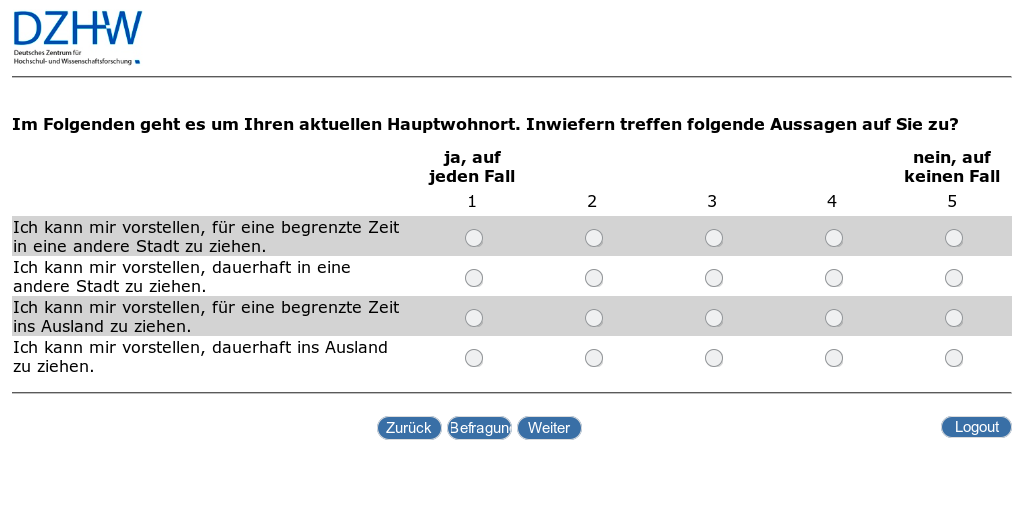 DZHW
Deutsches Zentrum für
Hochschul- und Wissenschaftsforschung
Im Folgenden geht es um Ihren aktuellen Hauptwohnort. Inwiefern treffen folgende Aussagen auf Sie zu?
ja, auf
jeden Fall
nein, auf
keinen Fall
1 2 3 4 5
Ich kann mir vorstellen, für eine begrenzte Zeit
in eine andere Stadt zu ziehen.
Ich kann mir vorstellen, dauerhaft in eine
andere Stadt zu ziehen.
Ich kann mir vorstellen, für eine begrenzte Zeit
ins Ausland zu ziehen.
Ich kann mir vorstellen, dauerhaft ins Ausland
zu ziehen.
Zurück Befragung Weiter Logout